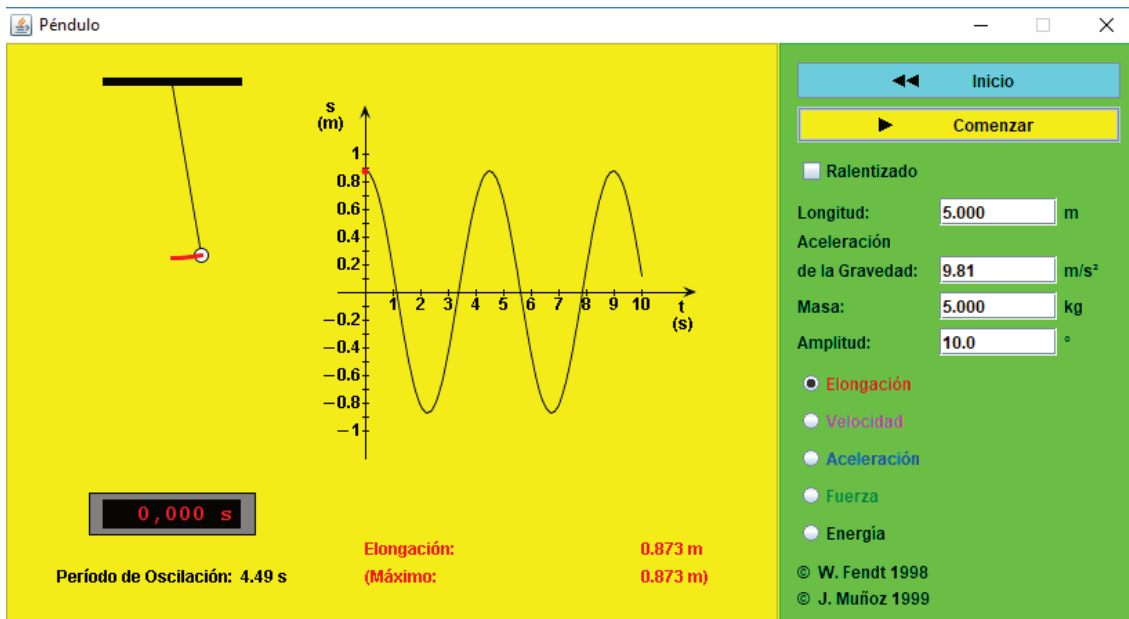 Péndulo
s
(m)
1
0.8
0.6
0.4
0.2
−0.2
−0.4
−0.6
−0.8
−1
1 2 3 4 5 6 7 8 9 10
t
(s)
0,000 s
Período de Oscilación: 4.49 s
Elongación: 0.873 m
(Máximo: 0.873 m)
Inicio
Comenzar
Ralentizado
Longitud: 5.000 m
Aceleración
de la Gravedad: 9.81 m/s²
Masa: 5.000 kg
Amplitud: 10.0 °
Elongación
Velocidad
Aceleración
Fuerza
Energía
© W. Fendt 1998
© J. Muñoz 1999